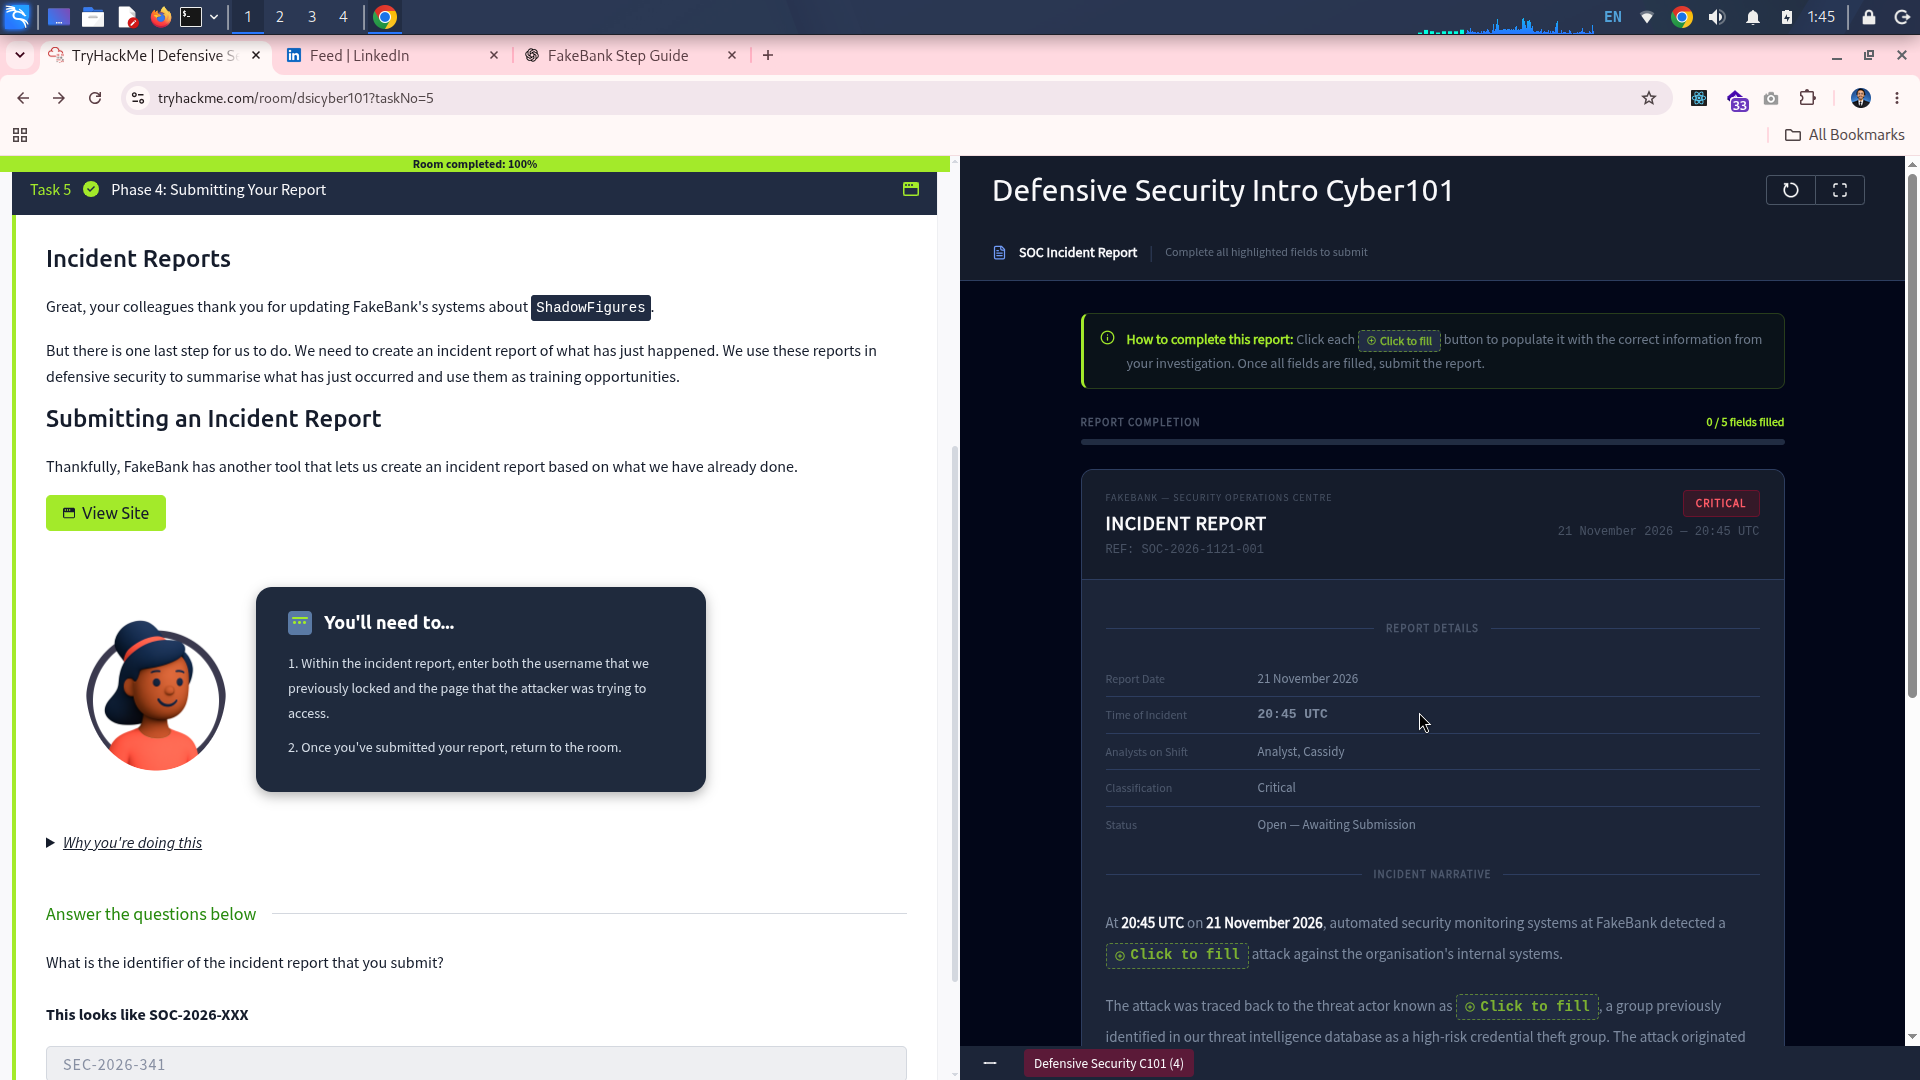 1
2
3
4
EN
1:45
TryHackMe | Defensive Se
Feed | LinkedIn
FakeBank Step Guide
tryhackme.com/room/dsicyber101?taskNo=5
33
All Bookmarks
Room completed: 100%
Task 5
Phase 4: Submitting Your Report
Incident Reports
Great, your colleagues thank you for updating FakeBank's systems about ShadowFigures.
But there is one last step for us to do. We need to create an incident report of what has just happened. We use these reports in
defensive security to summarise what has just occurred and use them as training opportunities.
Submitting an Incident Report
Thankfully, FakeBank has another tool that lets us create an incident report based on what we have already done.
View Site
You'll need to...
1. Within the incident report, enter both the username that we
previously locked and the page that the attacker was trying to
access.
2. Once you've submitted your report, return to the room.
Why you're doing this
Answer the questions below
What is the identifier of the incident report that you submit?
This looks like SOC-2026-XXX
SEC-2026-341
Defensive Security Intro Cyber101
SOC Incident Report
Complete all highlighted fields to submit
How to complete this report: Click each Click to fill button to populate it with the correct information from
your investigation. Once all fields are filled, submit the report.
REPORT COMPLETION
0 / 5 fields filled
FAKEBANK — SECURITY OPERATIONS CENTRE
CRITICAL
INCIDENT REPORT
21 November 2026 — 20:45 UTC
REF: SOC-2026-1121-001
REPORT DETAILS
Report Date 21 November 2026
Time of Incident 20:45 UTC
Analysts on Shift Analyst, Cassidy
Classification Critical
Status Open — Awaiting Submission
INCIDENT NARRATIVE
At 20:45 UTC on 21 November 2026, automated security monitoring systems at FakeBank detected a
Click to fill attack against the organisation's internal systems.
The attack was traced back to the threat actor known as Click to fill, a group previously
identified in our threat intelligence database as a high-risk credential theft group. The attack originated
Defensive Security C101 (4)